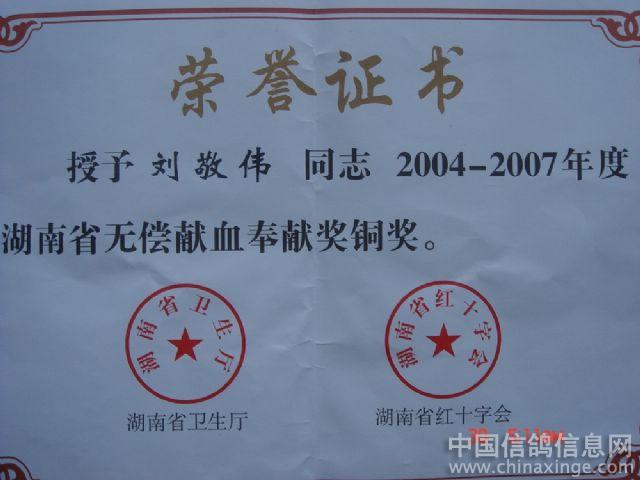 荣誉证书
授予 刘敬伟 同志 2004-2007年度
湖南省无偿献血奉献奖铜奖。
湖南省卫生厅
湖南省红十字会
湖南省卫生厅
湖南省红十字会
中国信鸽信息网
www.chinaxinge.com